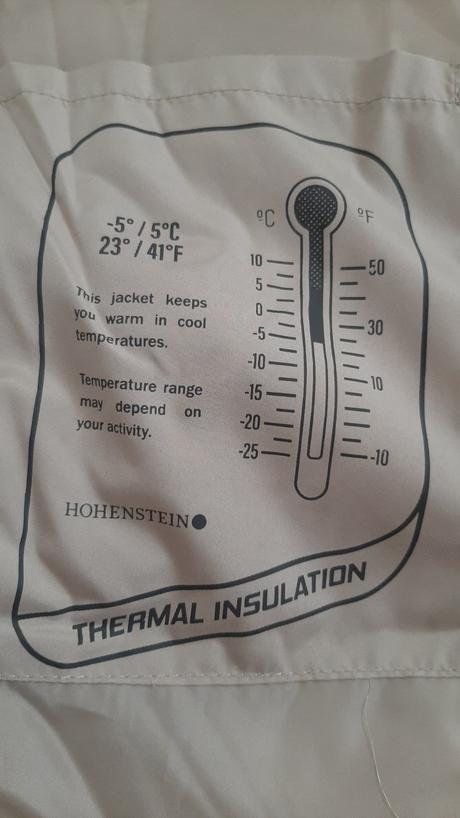 -5° / 5°C
23° / 41°F
This jacket keeps
you warm in cool
temperatures.
Temperature range
may depend on
your activity.
HOHENSTEIN
ºC ºF
10
5
0
-5
-10
-15
-20
-25
50
30
10
-10
THERMAL INSULATION